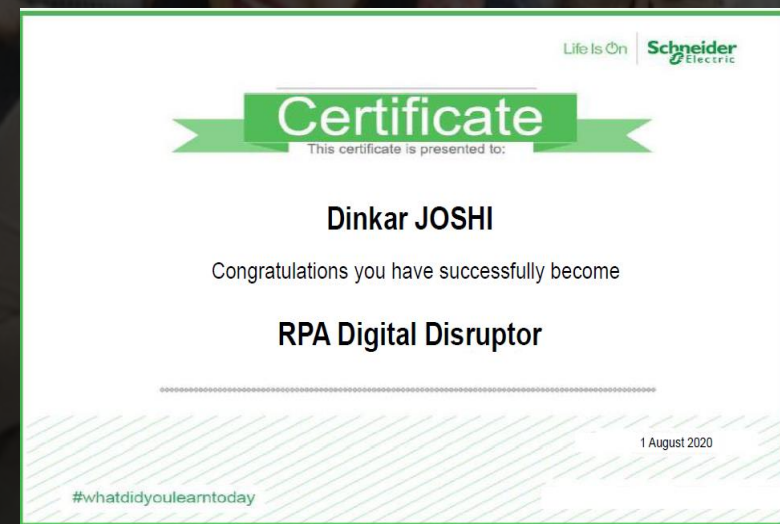 Life Is On Schneider
Electric
Certificate
This certificate is presented to:
Dinkar JOSHI
Congratulations you have successfully become
RPA Digital Disruptor
1 August 2020
#whatdidyoulearntoday